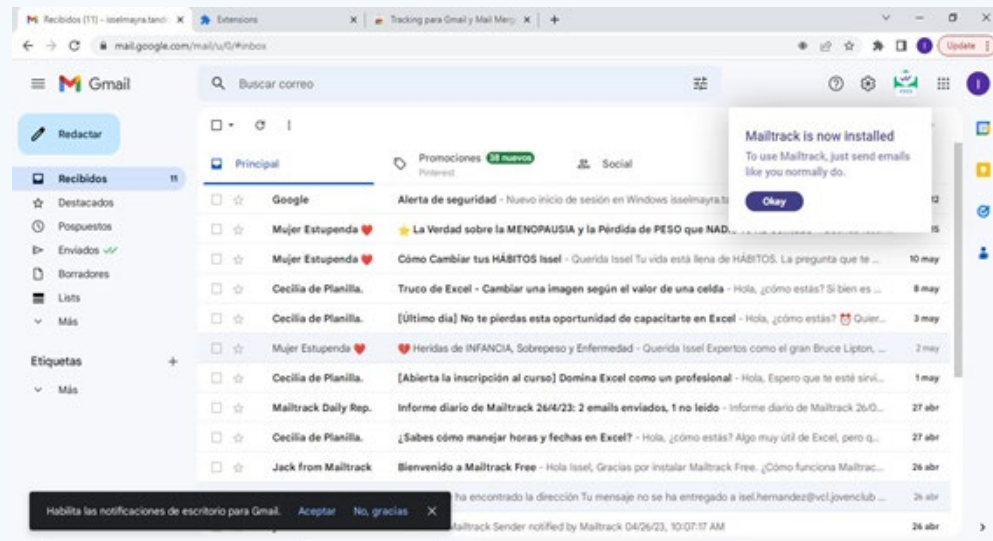 Recibidos (11) - isselmayra.tand
Extensions
Tracking para Gmail y Mail Merg
mail.google.com/mail/u/0/#inbox
Update
Gmail
Buscar correo
Redactar
Recibidos 11
Destacados
Pospuestos
Enviados
Borradores
Lists
Más
Etiquetas
Más
Mailtrack is now installed
To use Mailtrack, just send emails
like you normally do.
Okay
Principal
Promociones 38 nuevos
Pinterest
Social
Google Alerta de seguridad - Nuevo inicio de sesión en Windows
Mujer Estupenda La Verdad sobre la MENOPAUSIA y la Pérdida de PESO que
Mujer Estupenda Cómo Cambiar tus HÁBITOS Issel - Querida Issel Tu vida está llena de HÁBITOS. La pregunta que te ... 10 may
Cecilia de Planilla. Truco de Excel - Cambiar una imagen según el valor de una celda - Hola, ¿cómo estás? Si bien es ... 8 may
Cecilia de Planilla. [Último dia] No te pierdas esta oportunidad de capacitarte en Excel - Hola, ¿cómo estás? ⏰ Quier... 3 may
Mujer Estupenda 💔 Heridas de INFANCIA, Sobrepeso y Enfermedad - Querida Issel Expertos como el gran Bruce Lipton, ... 2 may
Cecilia de Planilla. [Abierta la inscripción al curso] Domina Excel como un profesional - Hola, Espero que te esté sirvi... 1 may
Mailtrack Daily Rep. Informe diario de Mailtrack 26/4/23: 2 emails enviados, 1 no leído - Informe diario de Mailtrack 26/0... 27 abr
Cecilia de Planilla. ¿Sabes cómo manejar horas y fechas en Excel? - Hola, ¿cómo estás? Algo muy útil de Excel, pero q... 27 abr
Jack from Mailtrack Bienvenido a Mailtrack Free - Hola Issel, Gracias por instalar Mailtrack Free. ¿Cómo funciona Mailtrac... 26 abr
ha encontrado la dirección Tu mensaje no se ha entregado a isel.hernandez@vcl.jovenclub ... 26 abr
Mailtrack Sender notified by Mailtrack 04/26/23, 10:07:17 AM 26 abr
Habilita las notificaciones de escritorio para Gmail. Aceptar No, gracias